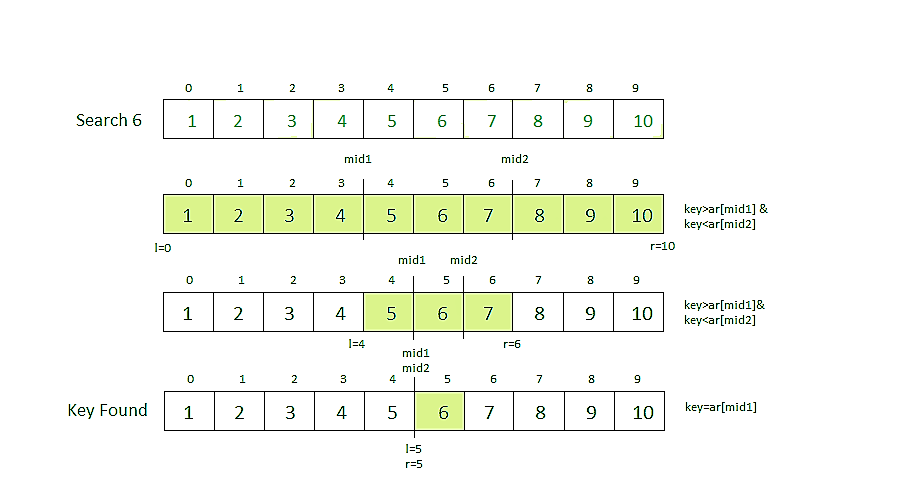 0 1 2 3 4 5 6 7 8 9
Search 6 1 2 3 4 5 6 7 8 9 10
mid1 mid2
0 1 2 3 4 5 6 7 8 9
1 2 3 4 5 6 7 8 9 10
key>ar[mid1] &
key<ar[mid2]
l=0 r=10
mid1 mid2
0 1 2 3 4 5 6 7 8 9
1 2 3 4 5 6 7 8 9 10
key>ar[mid1]&
key<ar[mid2]
l=4 r=6
mid1
mid2
0 1 2 3 4 5 6 7 8 9
Key Found 1 2 3 4 5 6 7 8 9 10 key=ar[mid1]
l=5
r=5